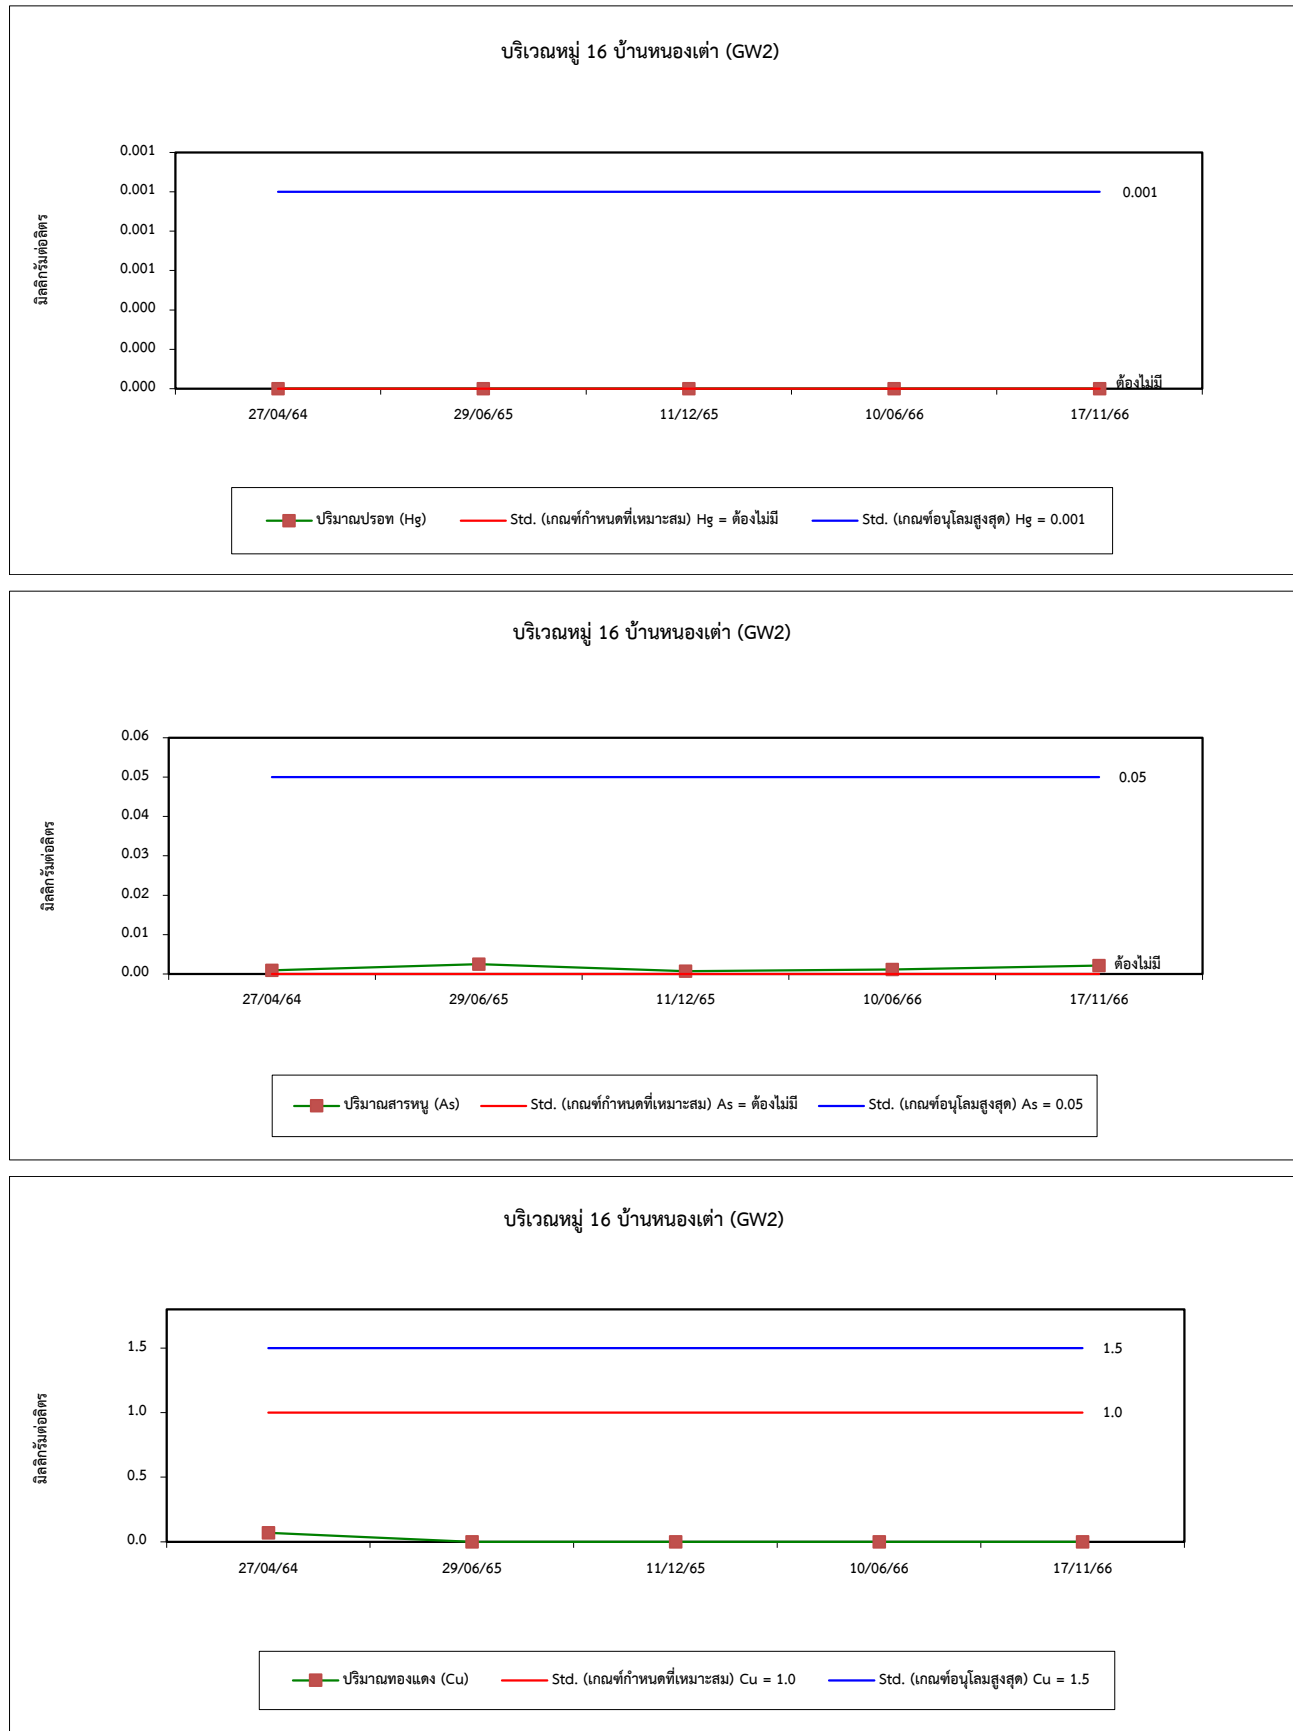 บริเวณหมู่ 16 บ้านหนองเต่า (GW2)
มิลลิกรัมต่อลิตร
0.001
0.001
0.001
0.001
0.000
0.000
0.000
0.001
ต้องไม่มี
27/04/64 29/06/65 11/12/65 10/06/66 17/11/66
ปริมาณปรอท (Hg) Std. (เกณฑ์กำหนดที่เหมาะสม) Hg = ต้องไม่มี Std. (เกณฑ์อนุโลมสูงสุด) Hg = 0.001
บริเวณหมู่ 16 บ้านหนองเต่า (GW2)
มิลลิกรัมต่อลิตร
0.06
0.05
0.04
0.03
0.02
0.01
0.00
0.05
ต้องไม่มี
27/04/64 29/06/65 11/12/65 10/06/66 17/11/66
ปริมาณสารหนู (As) Std. (เกณฑ์กำหนดที่เหมาะสม) As = ต้องไม่มี Std. (เกณฑ์อนุโลมสูงสุด) As = 0.05
บริเวณหมู่ 16 บ้านหนองเต่า (GW2)
มิลลิกรัมต่อลิตร
1.5
1.0
0.5
0.0
1.5
1.0
27/04/64 29/06/65 11/12/65 10/06/66 17/11/66
ปริมาณทองแดง (Cu) Std. (เกณฑ์กำหนดที่เหมาะสม) Cu = 1.0 Std. (เกณฑ์อนุโลมสูงสุด) Cu = 1.5